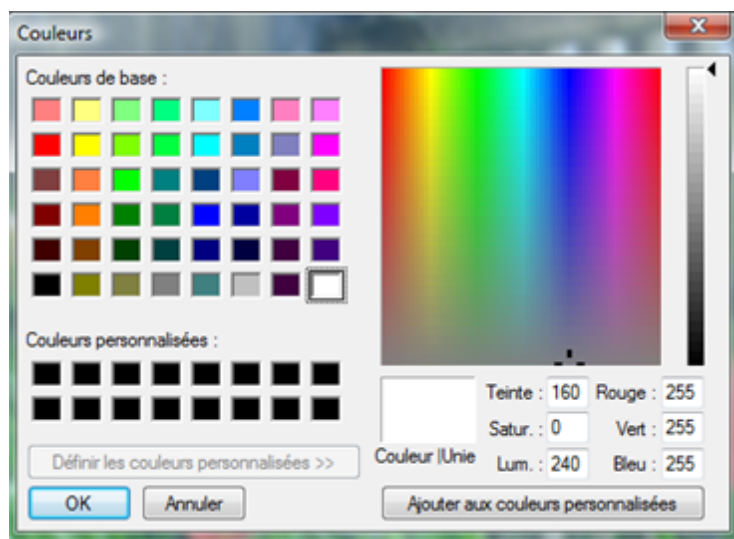 Couleurs
Couleurs de base :
Couleurs personnalisées :
Définir les couleurs personnalisées >>
OK Annuler
Teinte : 160 Rouge : 255
Satur. : 0 Vert : 255
Couleur |Unie Lum. : 240 Bleu : 255
Ajouter aux couleurs personnalisées